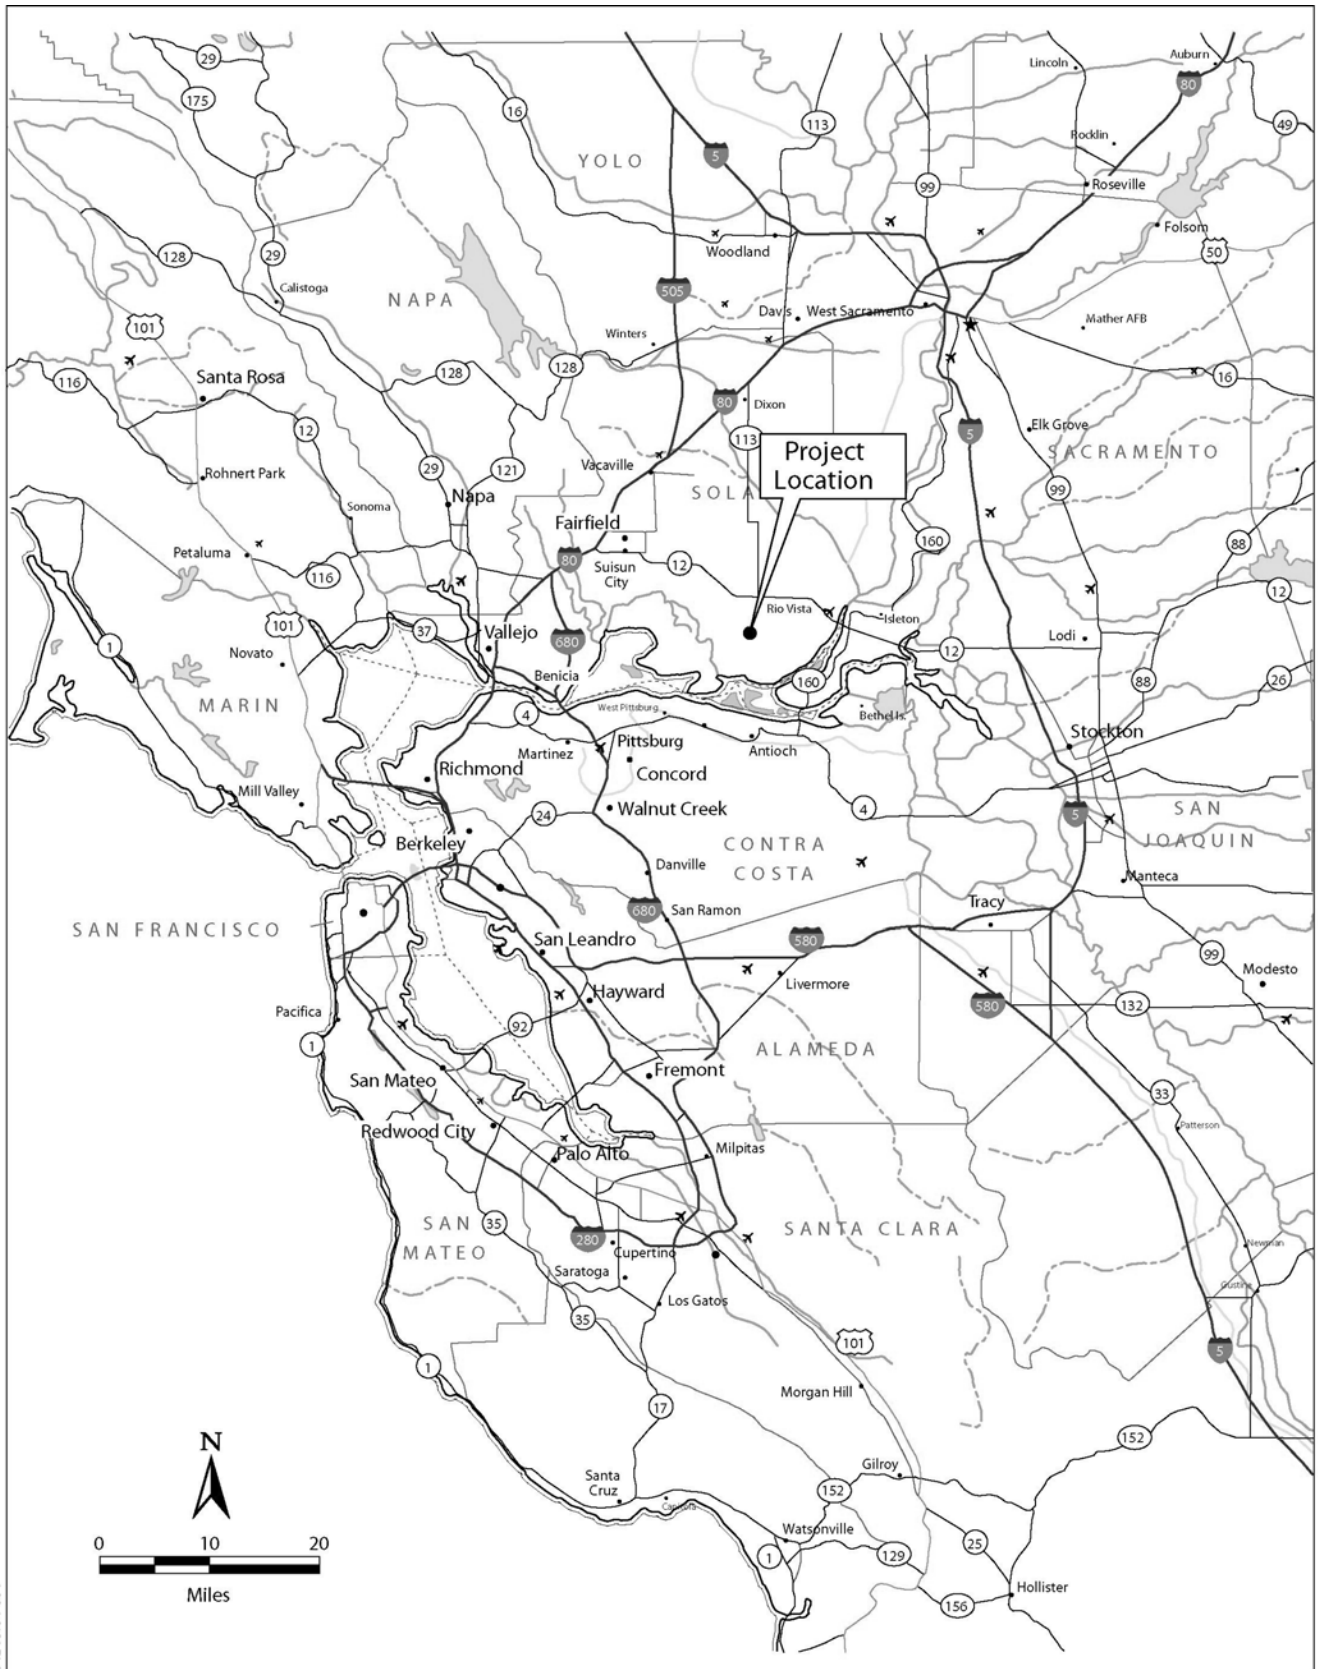 29
175
16
113
5
YOLO
Lincoln
Auburn
80
49
Rocklin
99
Roseville
Folsom
50
Woodland
128
29
Calistoga
NAPA
505
Davis
West Sacramento
Mather AFB
101
Winters
116
Santa Rosa
128
128
80
Dixon
16
12
113
5
Elk Grove
SACRAMENTO
Project
Location
29
121
Vacaville
SOLA
99
Rohnert Park
Sonoma
Napa
Fairfield
160
88
Petaluma
116
80
Suisun
City
12
12
Rio Vista
Isleton
101
37
Vallejo
680
Lodi
12
1
Novato
Benicia
160
88
26
MARIN
4
West Pittsburg
Bethel Is.
Stockton
Martinez
Pittsburg
Antioch
Richmond
Concord
Mill Valley
24
Walnut Creek
4
5
SAN
JOAQUIN
Berkeley
CONTRA
COSTA
Danville
Manteca
680
San Ramon
Tracy
SAN FRANCISCO
San Leandro
580
99
Modesto
Livermore
Hayward
580
132
Pacifica
92
1
ALAMEDA
San Mateo
Fremont
33
Patterson
Redwood City
Palo Alto
Milpitas
SAN
MATEO
35
280
SANTA CLARA
Cupertino
Newman
Saratoga
Gustine
Los Gatos
35
101
5
1
Morgan Hill
17
152
N
Gilroy
Santa
Cruz
152
Capitola
Watsonville
0 10 20
1
129
25
Miles
Hollister
156